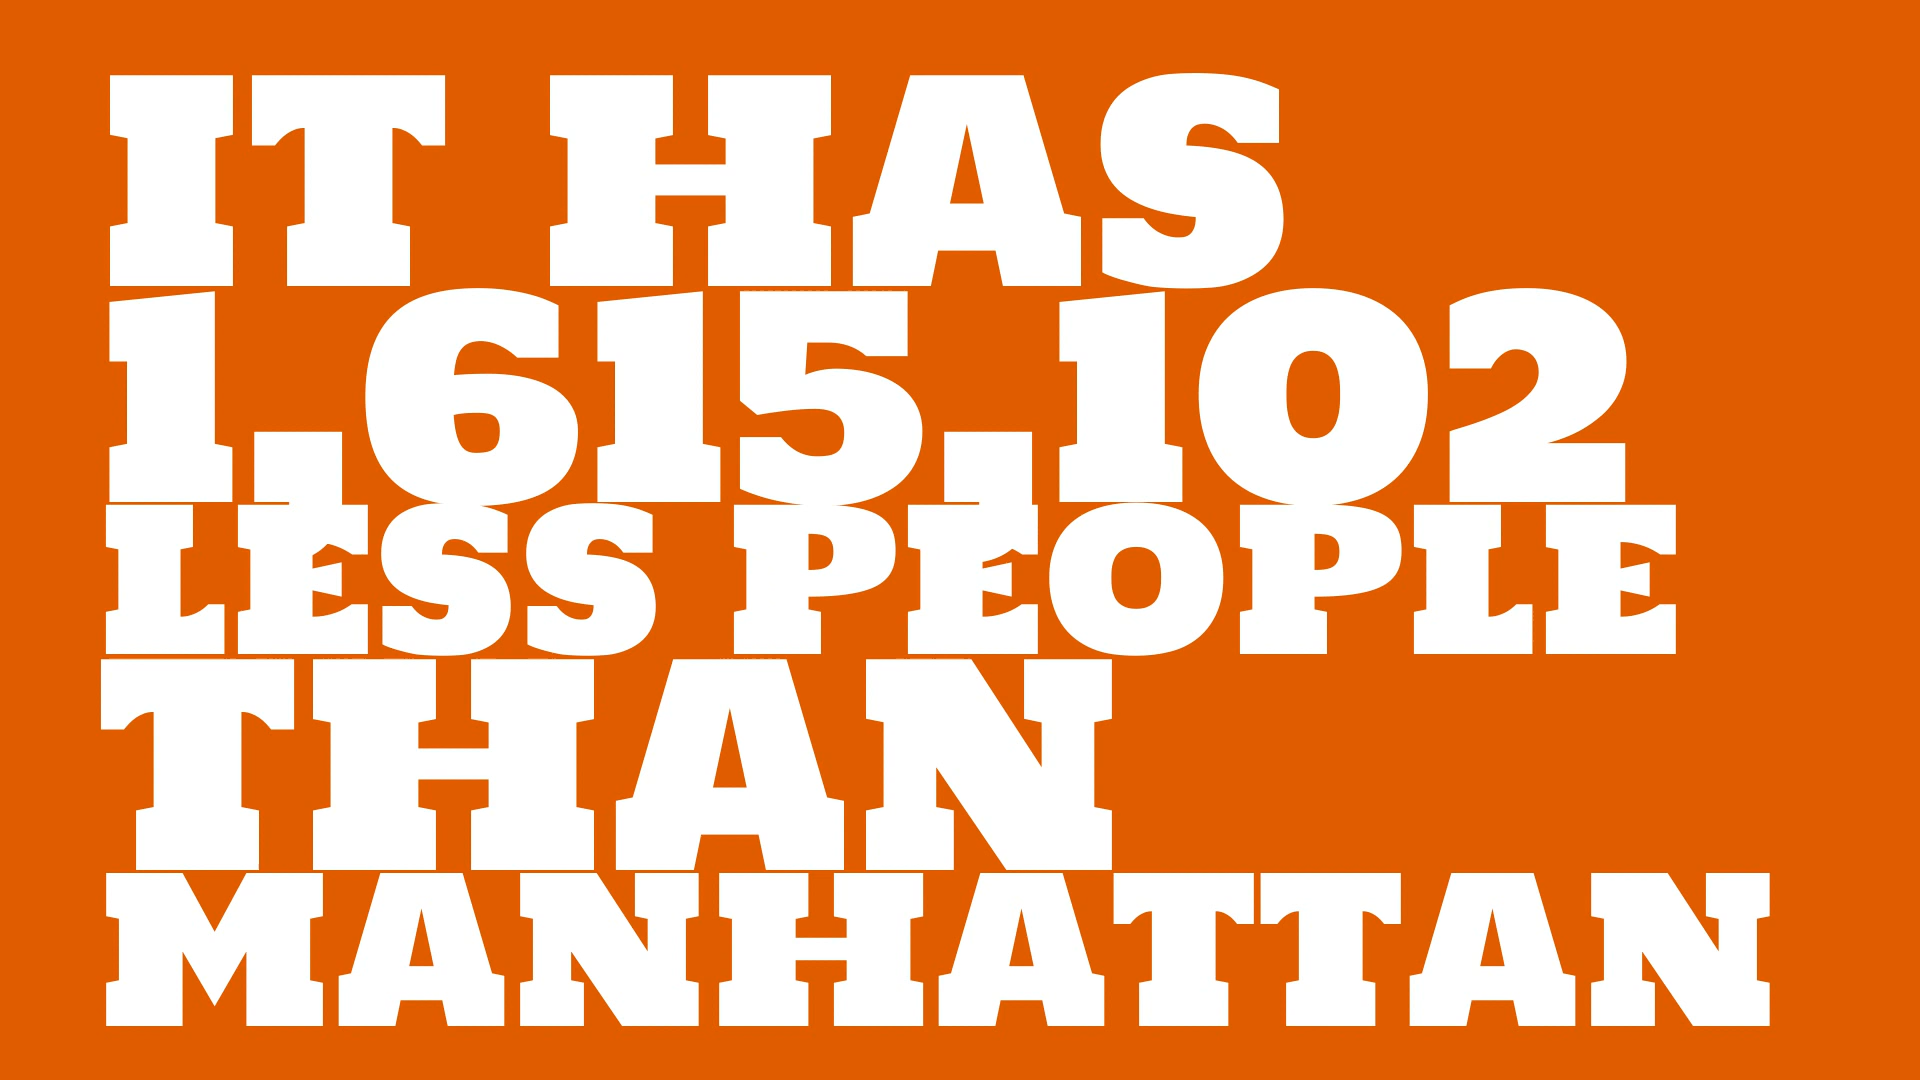 IT HAS
1,615,102
LESS PEOPLE
THAN
MANHATTAN